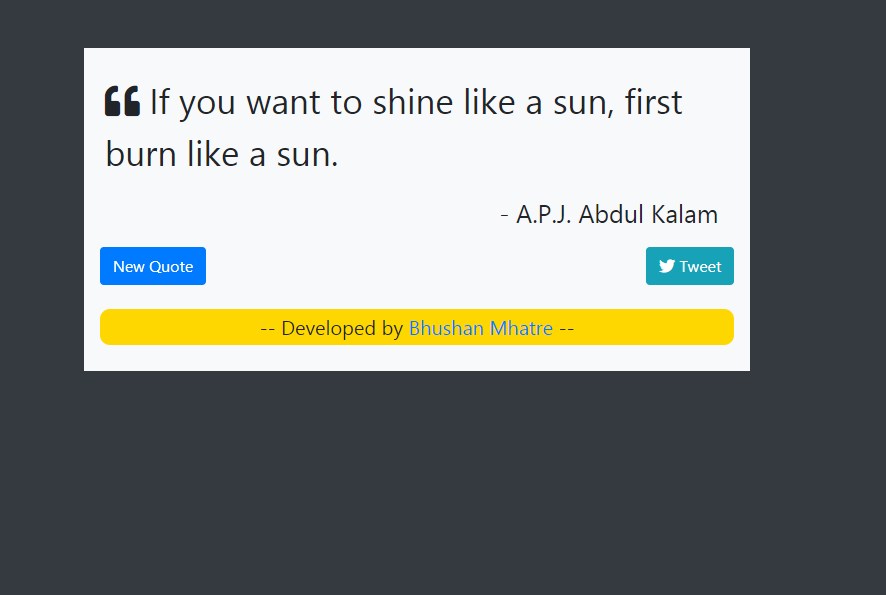 ❝ If you want to shine like a sun, first
burn like a sun.
- A.P.J. Abdul Kalam
New Quote
Tweet
-- Developed by Bhushan Mhatre --